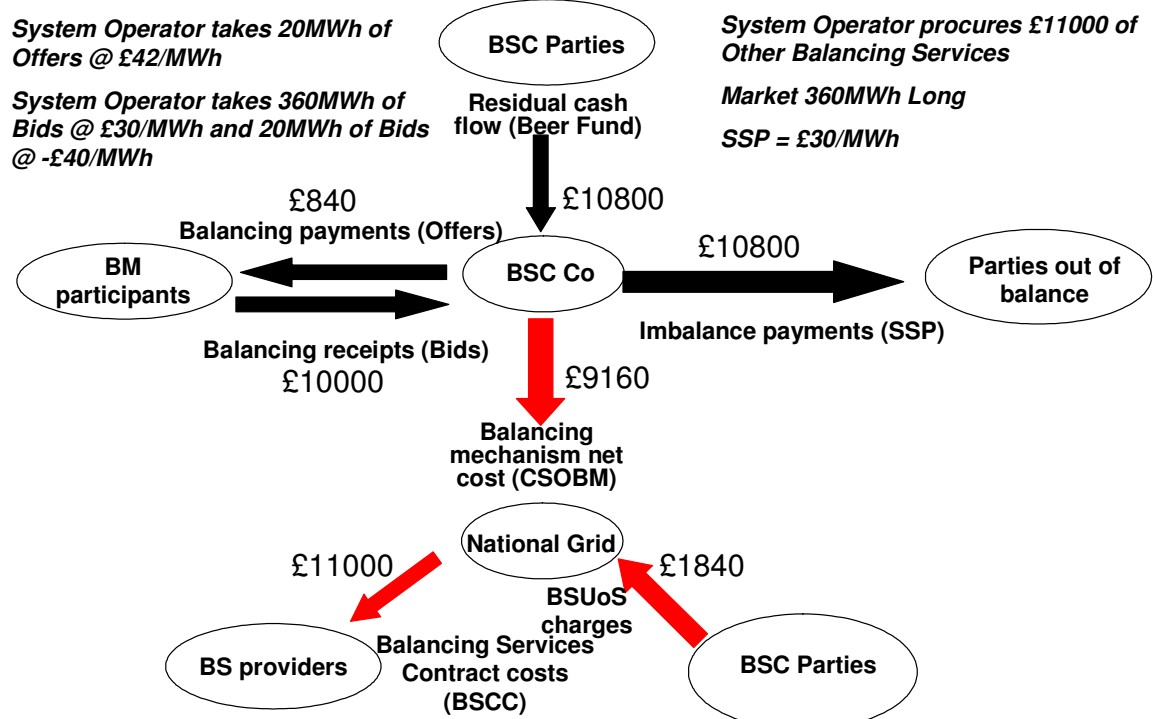 System Operator takes 20MWh of
Offers @ £42/MWh
System Operator takes 360MWh of
Bids @ £30/MWh and 20MWh of Bids
@ -£40/MWh
BSC Parties
System Operator procures £11000 of
Other Balancing Services
Market 360MWh Long
SSP = £30/MWh
Residual cash
flow (Beer Fund)
£10800
£840
Balancing payments (Offers)
BM
participants
BSC Co
£10800
Parties out of
balance
Imbalance payments (SSP)
Balancing receipts (Bids)
£10000
£9160
Balancing
mechanism net
cost (CSOBM)
National Grid
£11000
£1840
BSUoS
charges
BS providers
Balancing Services
Contract costs
(BSCC)
BSC Parties